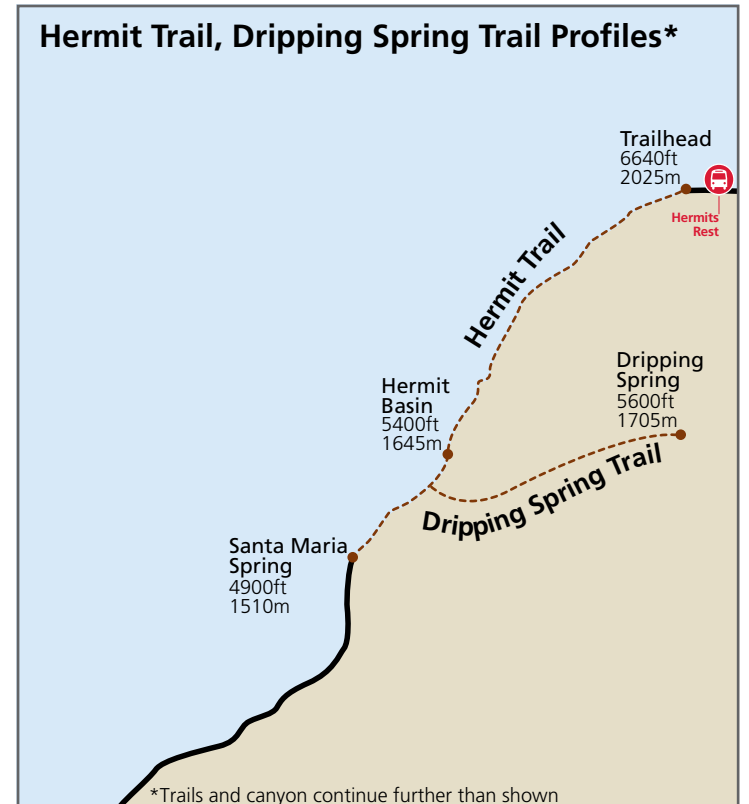 Hermit Trail, Dripping Spring Trail Profiles*
Trailhead
6640ft
2025m
Hermits
Rest
Hermit Trail
Dripping
Spring
5600ft
1705m
Hermit
Basin
5400ft
1645m
Dripping Spring Trail
Santa Maria
Spring
4900ft
1510m
*Trails and canyon continue further than shown